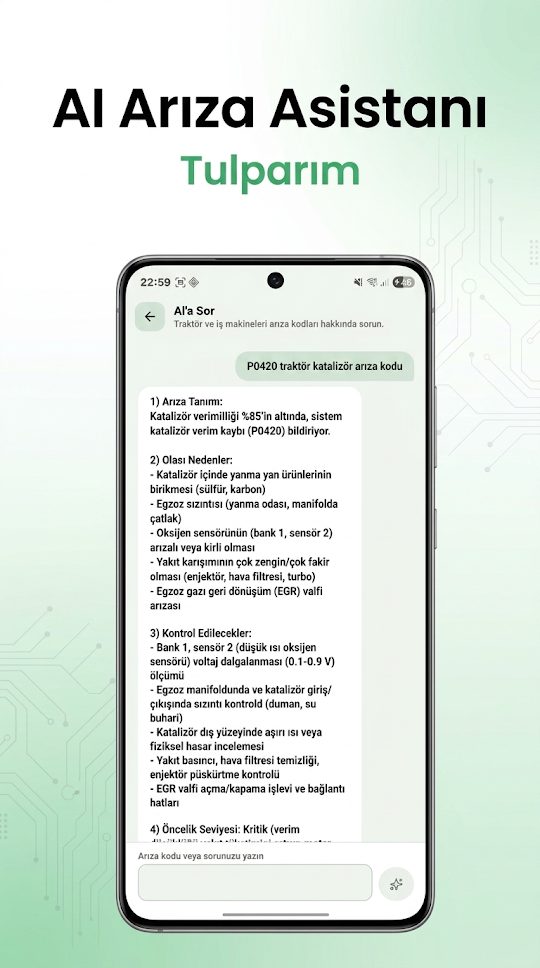 AI Arıza Asistanı
Tulparım
22:59
46
AI'a Sor
Traktör ve iş makineleri arıza kodları hakkında sorun.
P0420 traktör katalizör arıza kodu
1) Arıza Tanım:
Katalizör verimliliği %85'in altında, sistem
katalizör verim kaybı (P0420) bildiriyor.
2) Olası Nedenler:
- Katalizör içinde yanma yan ürünlerinin
birikmesi (sülfür, karbon)
- Egzoz sızıntısı (yanma odası, manifolda
çatlak)
- Oksijen sensörünün (bank 1, sensör 2)
arızalı veya kirli olması
- Yakıt karışımının çok zengin/çok fakir
olması (enjektör, hava filtresi, turbo)
- Egzoz gazı geri dönüşüm (EGR) valfi
arızası
3) Kontrol Edilecekler:
- Bank 1, sensör 2 (düşük ısı oksijen
sensörü) voltaj dalgalanması (0.1-0.9 V)
ölçümü
- Egzoz manifoldunda ve katalizör giriş/
çıkışında sızıntı kontrold (duman, su
buhari)
- Katalizör dış yüzeyinde aşırı ısı veya
fiziksel hasar incelemesi
- Yakıt basıncı, hava filtresi temizliği,
enjektör püskürtme kontrolü
- EGR valfi açma/kapama işlevi ve bağlantı
hatları
4) Öncelik Seviyesi: Kritik (verim
Arıza kodu veya sorunuzu yazın